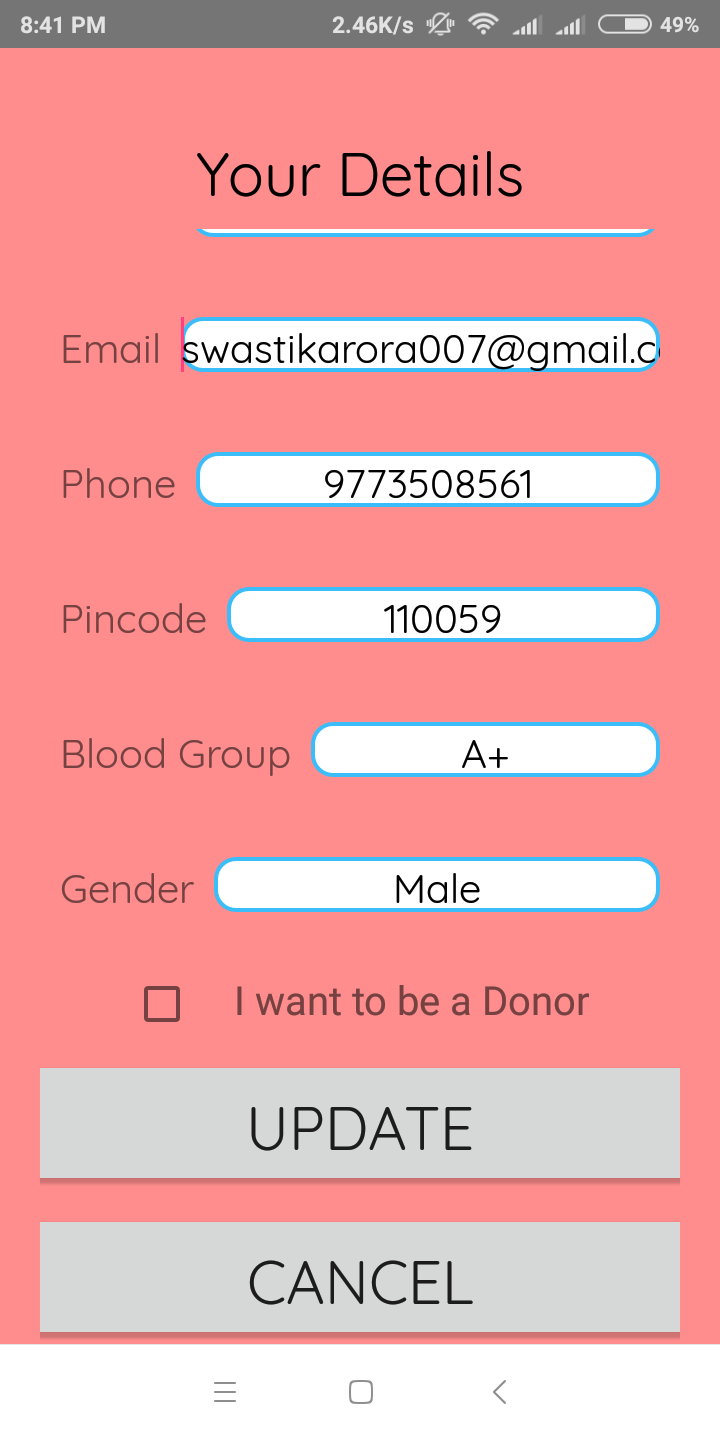 8:41 PM 2.46K/s 49%
Your Details
Email swastikarora007@gmail.c
Phone 9773508561
Pincode 110059
Blood Group A+
Gender Male
I want to be a Donor
UPDATE
CANCEL